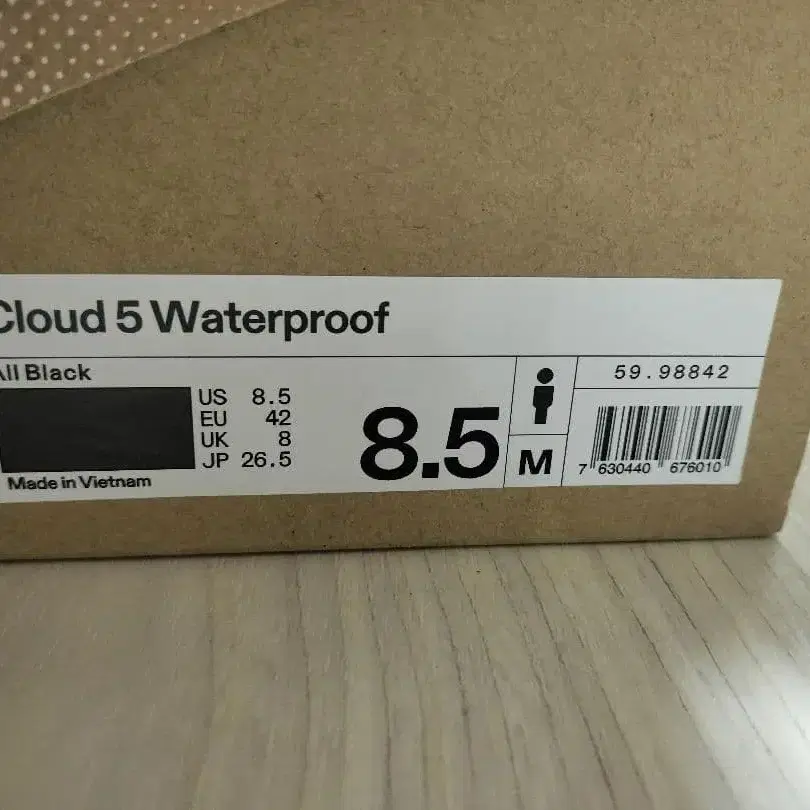 Cloud 5 Waterproof
All Black
US 8.5
EU 42
UK 8
JP 26.5
8.5
M
59.98842
7 630440 676010
Made in Vietnam